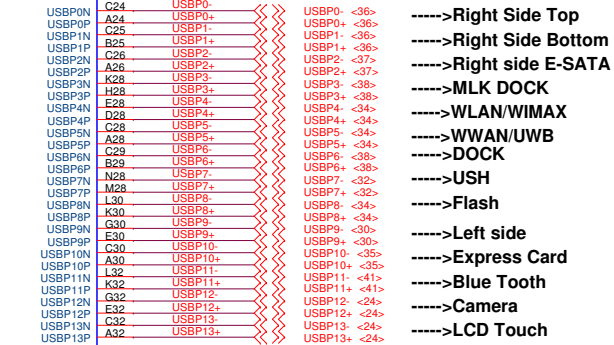 USBP0N C24 USBP0- USBP0- <36>
USBP0P A24 USBP0+ USBP0+ <36> ----->Right Side Top
USBP1N C25 USBP1- USBP1- <36>
USBP1P B25 USBP1+ USBP1+ <36> ----->Right Side Bottom
USBP2N C26 USBP2- USBP2- <37>
USBP2P A26 USBP2+ USBP2+ <37> ----->Right side E-SATA
USBP3N K28 USBP3- USBP3- <38>
USBP3P H28 USBP3+ USBP3+ <38> ----->MLK DOCK
USBP4N E28 USBP4- USBP4- <34>
USBP4P D28 USBP4+ USBP4+ <34> ----->WLAN/WIMAX
USBP5N C28 USBP5- USBP5- <34>
USBP5P A28 USBP5+ USBP5+ <34> ----->WWAN/UWB
USBP6N C29 USBP6- USBP6- <38> ----->DOCK
USBP6P B29 USBP6+ USBP6+ <38>
USBP7N N28 USBP7- USBP7- <32> ----->USH
USBP7P M28 USBP7+ USBP7+ <32>
USBP8N L30 USBP8- USBP8- <34> ----->Flash
USBP8P K30 USBP8+ USBP8+ <34>
USBP9N G30 USBP9- USBP9- <30> ----->Left side
USBP9P E30 USBP9+ USBP9+ <30>
USBP10N C30 USBP10- USBP10- <35> ----->Express Card
USBP10P A30 USBP10+ USBP10+ <35>
USBP11N L32 USBP11- USBP11- <41> ----->Blue Tooth
USBP11P K32 USBP11+ USBP11+ <41>
USBP12N G32 USBP12- USBP12- <24> ----->Camera
USBP12P E32 USBP12+ USBP12+ <24>
USBP13N C32 USBP13- USBP13- <24> ----->LCD Touch
USBP13P A32 USBP13+ USBP13+ <24>